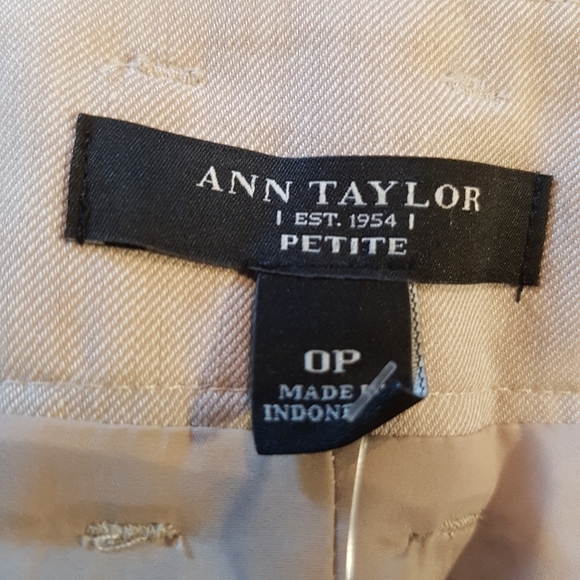 ANN TAYLOR
| EST. 1954 |
PETITE
0P
MADE